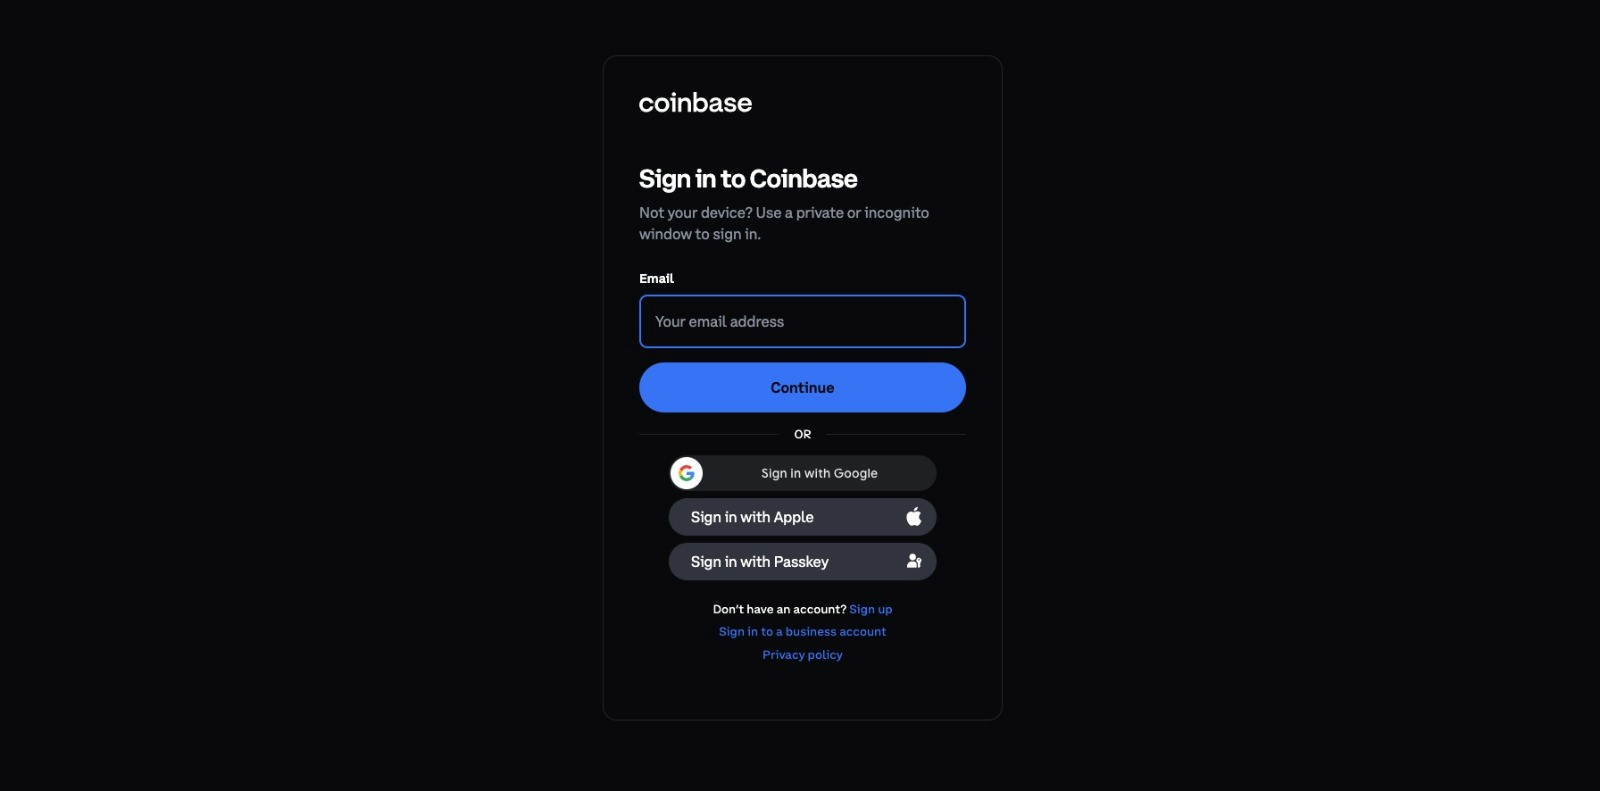 coinbase
Sign in to Coinbase
Not your device? Use a private or incognito
window to sign in.
Email
Your email address
Continue
OR
Sign in with Google
Sign in with Apple
Sign in with Passkey
Don't have an account? Sign up
Sign in to a business account
Privacy policy